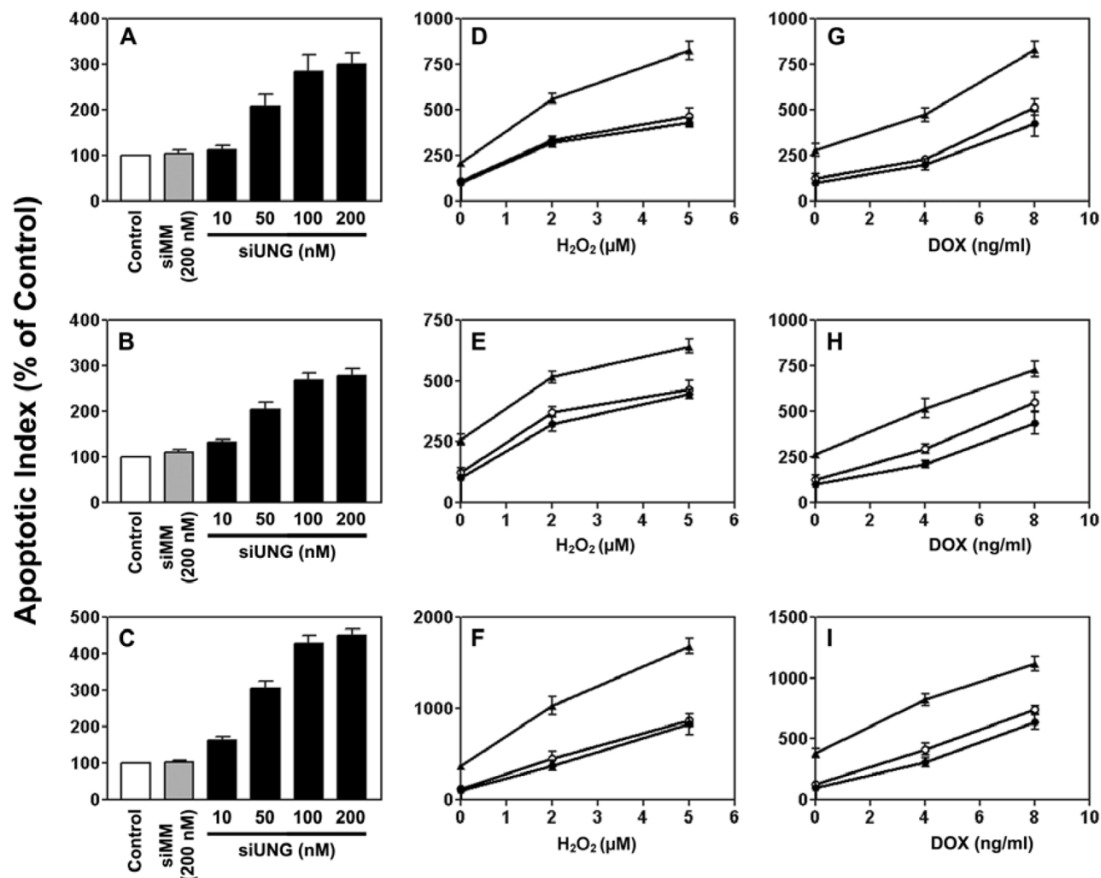 Apoptotic Index (% of Control)
A
400
300
200
100
0
Control
siMM
(200 nM)
10 50 100 200
siUNG (nM)
D
1000
750
500
250
0
0 1 2 3 4 5 6
H₂O₂ (µM)
G
1000
750
500
250
0
0 2 4 6 8 10
DOX (ng/ml)
B
400
300
200
100
0
Control
siMM
(200 nM)
10 50 100 200
siUNG (nM)
E
750
500
250
0
0 1 2 3 4 5 6
H₂O₂ (µM)
H
1000
750
500
250
0
0 2 4 6 8 10
DOX (ng/ml)
C
500
400
300
200
100
0
Control
siMM
(200 nM)
10 50 100 200
siUNG (nM)
F
2000
1000
0
0 1 2 3 4 5 6
H₂O₂ (µM)
I
1500
1000
500
0
0 2 4 6 8 10
DOX (ng/ml)